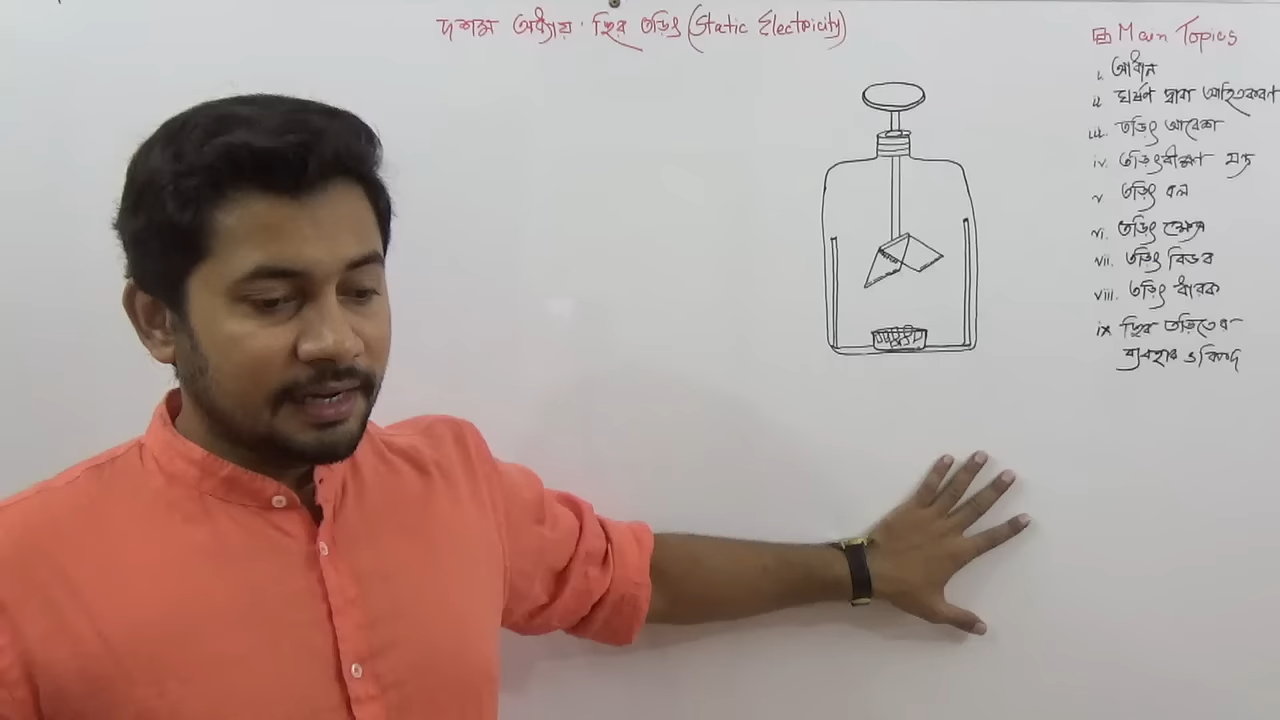 দশম অধ্যায় : স্থির তড়িৎ (Static Electricity)
Main Topics
i. আধান
ii. ঘর্ষণ দ্বারা আহিতকরণ
iii. তড়িৎ আবেশ
iv. তড়িৎবীক্ষণ যন্ত্র
v. তড়িৎ বল
vi. তড়িৎ ক্ষেত্র
vii. তড়িৎ বিভব
viii. তড়িৎ ধারক
ix স্থির তড়িতের
ব্যবহার ও বিপদ